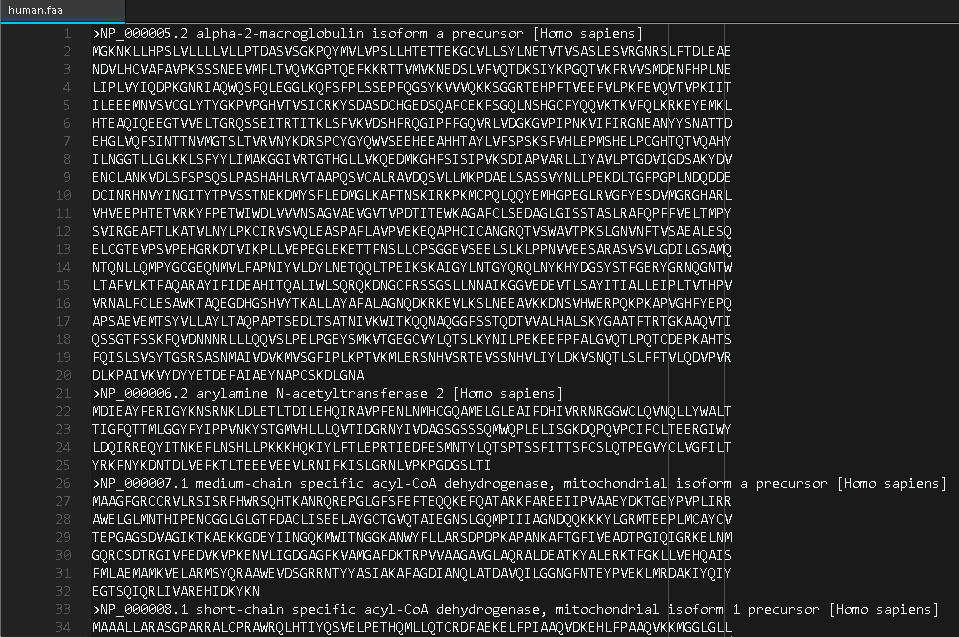 human.faa
1 >NP_000005.2 alpha-2-macroglobulin isoform a precursor [Homo sapiens]
2 MGKNKLLHPSLVLLLLVLLPTDASVSGKPQYMVLVPSLLHTETTEKGCVLLSYLNETVTVSASLESVRGNRSLFTDLEAE
3 NDVLHCVAFAVPKSSSNEEVMFLTVQVKGPTQEFKKRTTVMVKNEDSLVFVQTDKSIYKPGQTVKFRVVSMDENFHPLNE
4 LIPLVYIQDPKGNRIAQWQSFQLEGGLKQFSFPLSSEPFQGSYKVVVQKKSGGRTEHPFTVEEFVLPKFEVQVTVPKIIT
5 ILEEEMNVSVCGLYTYGKPVPGHVTVSICRKYSDASDCHGEDSQAFCEKFSGQLNSHGCFYQQVKTKVFQLKRKEYEMKL
6 HTEAQIQEEGTVVELTGRQSSEITRTITKLSFVKVDSHFRQGIPFFGQVRLVDGKGVPIPNKVIFIRGNEANYYSNATTD
7 EHGLVQFSINTTNVMGTSLTVRVNYKDRSPCYGYQWVSEEHEEAHHTAYLVFSPSKSFVHLEPMSHELPCGHTQTVQAHY
8 ILNGGTLLGLKKLSFYYLIMAKGGIVRTGTHGLLVKQEDMKGHFSISIPVKSDIAPVARLLIYAVLPTGDVIGDSAKYDV
9 ENCLANKVDLSFSPSQSLPASHAHLRVTAAPQSVCALRAVDQSVLLMKPDAELSASSVYNLLPEKDLTGFPGPLNDQDDE
10 DCINRHNVYINGITYTPVSSTNEKDMYSFLEDMGLKAFTNSKIRKPKMCPQLQQYEMHGPEGLRVGFYESDVMGRGHARL
11 VHVEEPHTETVRKYFPETWIWDLVVVNSAGVAEVGVTVPDTITEWKAGAFCLSEDAGLGISSTASLRAFQPFFVELTMPY
12 SVIRGEAFTLKATVLNYLPKCIRVSVQLEASPAFLAVPVEKEQAPHCICANGRQTVSWAVTPKSLGNVNFTVSAEALESQ
13 ELCGTEVPSVPEHGRKDTVIKPLLVEPEGLEKETTFNSLLCPSGGEVSEELSLKLPPNVVEESARASVSVLGDILGSAMQ
14 NTQNLLQMPYGCGEQNMVLFAPNIYVLDYLNETQQLTPEIKSKAIGYLNTGYQRQLNYKHYDGSYSTFGERYGRNQGNTW
15 LTAFVLKTFAQARAYIFIDEAHITQALIWLSQRQKDNGCFRSSGSLLNNAIKGGVEDEVTLSAYITIALLEIPLTVTHPV
16 VRNALFCLESAWKTAQEGDHGSHVYTKALLAYAFALAGNQDKRKEVLKSLNEEAVKKDNSVHWERPQKPKAPVGHFYEPQ
17 APSAEVEMTSYVLLAYLTAQPAPTSEDLTSATNIVKWITKQQNAQGGFSSTQDTVVALHALSKYGAATFTRTGKAAQVTI
18 QSSGTFSSKFQVDNNNRLLLQQVSLPELPGEYSMKVTGEGCVYLQTSLKYNILPEKEEFPFALGVQTLPQTCDEPKAHTS
19 FQISLSVSYTGSRSASNMAIVDVKMVSGFIPLKPTVKMLERSNHVSRTEVSSNHVLIYLDKVSNQTLSLFFTVLQDVPVR
20 DLKPAIVKVYDYYETDEFAIAEYNAPCSKDLGNA
21 >NP_000006.2 arylamine N-acetyltransferase 2 [Homo sapiens]
22 MDIEAYFERIGYKNSRNKLDLETLTDILEHQIRAVPFENLNMHCGQAMELGLEAIFDHIVRRNRGGWCLQVNQLLYWALT
23 TIGFQTTMLGGYFYIPPVNKYSTGMVHLLLQVTIDGRNYIVDAGSGSSSQMWQPLELISGKDQPQVPCIFCLTEERGIWY
24 LDQIRREQYITNKEFLNSHLLPKKKHQKIYLFTLEPRTIEDFESMNTYLQTSPTSSFITTSFCSLQTPEGVYCLVGFILT
25 YRKFNYKDNTDLVEFKTLTEEEVEEVLRNIFKISLGRNLVPKPGDGSLTI
26 >NP_000007.1 medium-chain specific acyl-CoA dehydrogenase, mitochondrial isoform a precursor [Homo sapiens]
27 MAAGFGRCCRVLRSISRFHWRSQHTKANRQREPGLGFSFEFTEQQKEFQATARKFAREEIIPVAAEYDKTGEYPVPLIRR
28 AWELGLMNTHIPENCGGLGLGTFDACLISEELAYGCTGVQTAIEGNSLGQMPIIIAGNDQQKKKYLGRMTEEPLMCAYCV
29 TEPGAGSDVAGIKTKAEKKGDEYIINGQKMWITNGGKANWYFLLARSDPDPKAPANKAFTGFIVEADTPGIQIGRKELNM
30 GQRCSDTRGIVFEDVKVPKENVLIGDGAGFKVAMGAFDKTRPVVAAGAVGLAQRALDEATKYALERKTFGKLLVEHQAIS
31 FMLAEMAMKVELARMSYQRAAWEVDSGRRNTYYASIAKAFAGDIANQLATDAVQILGGNGFNTEYPVEKLMRDAKIYQIY
32 EGTSQIQRLIVAREHIDKYKN
33 >NP_000008.1 short-chain specific acyl-CoA dehydrogenase, mitochondrial isoform 1 precursor [Homo sapiens]
34 MAAALLARASGPARRALCPRAWRQLHTIYQSVELPETHQMLLQTCRDFAEKELFPIAAQVDKEHLFPAAQVKKMGGLGLL